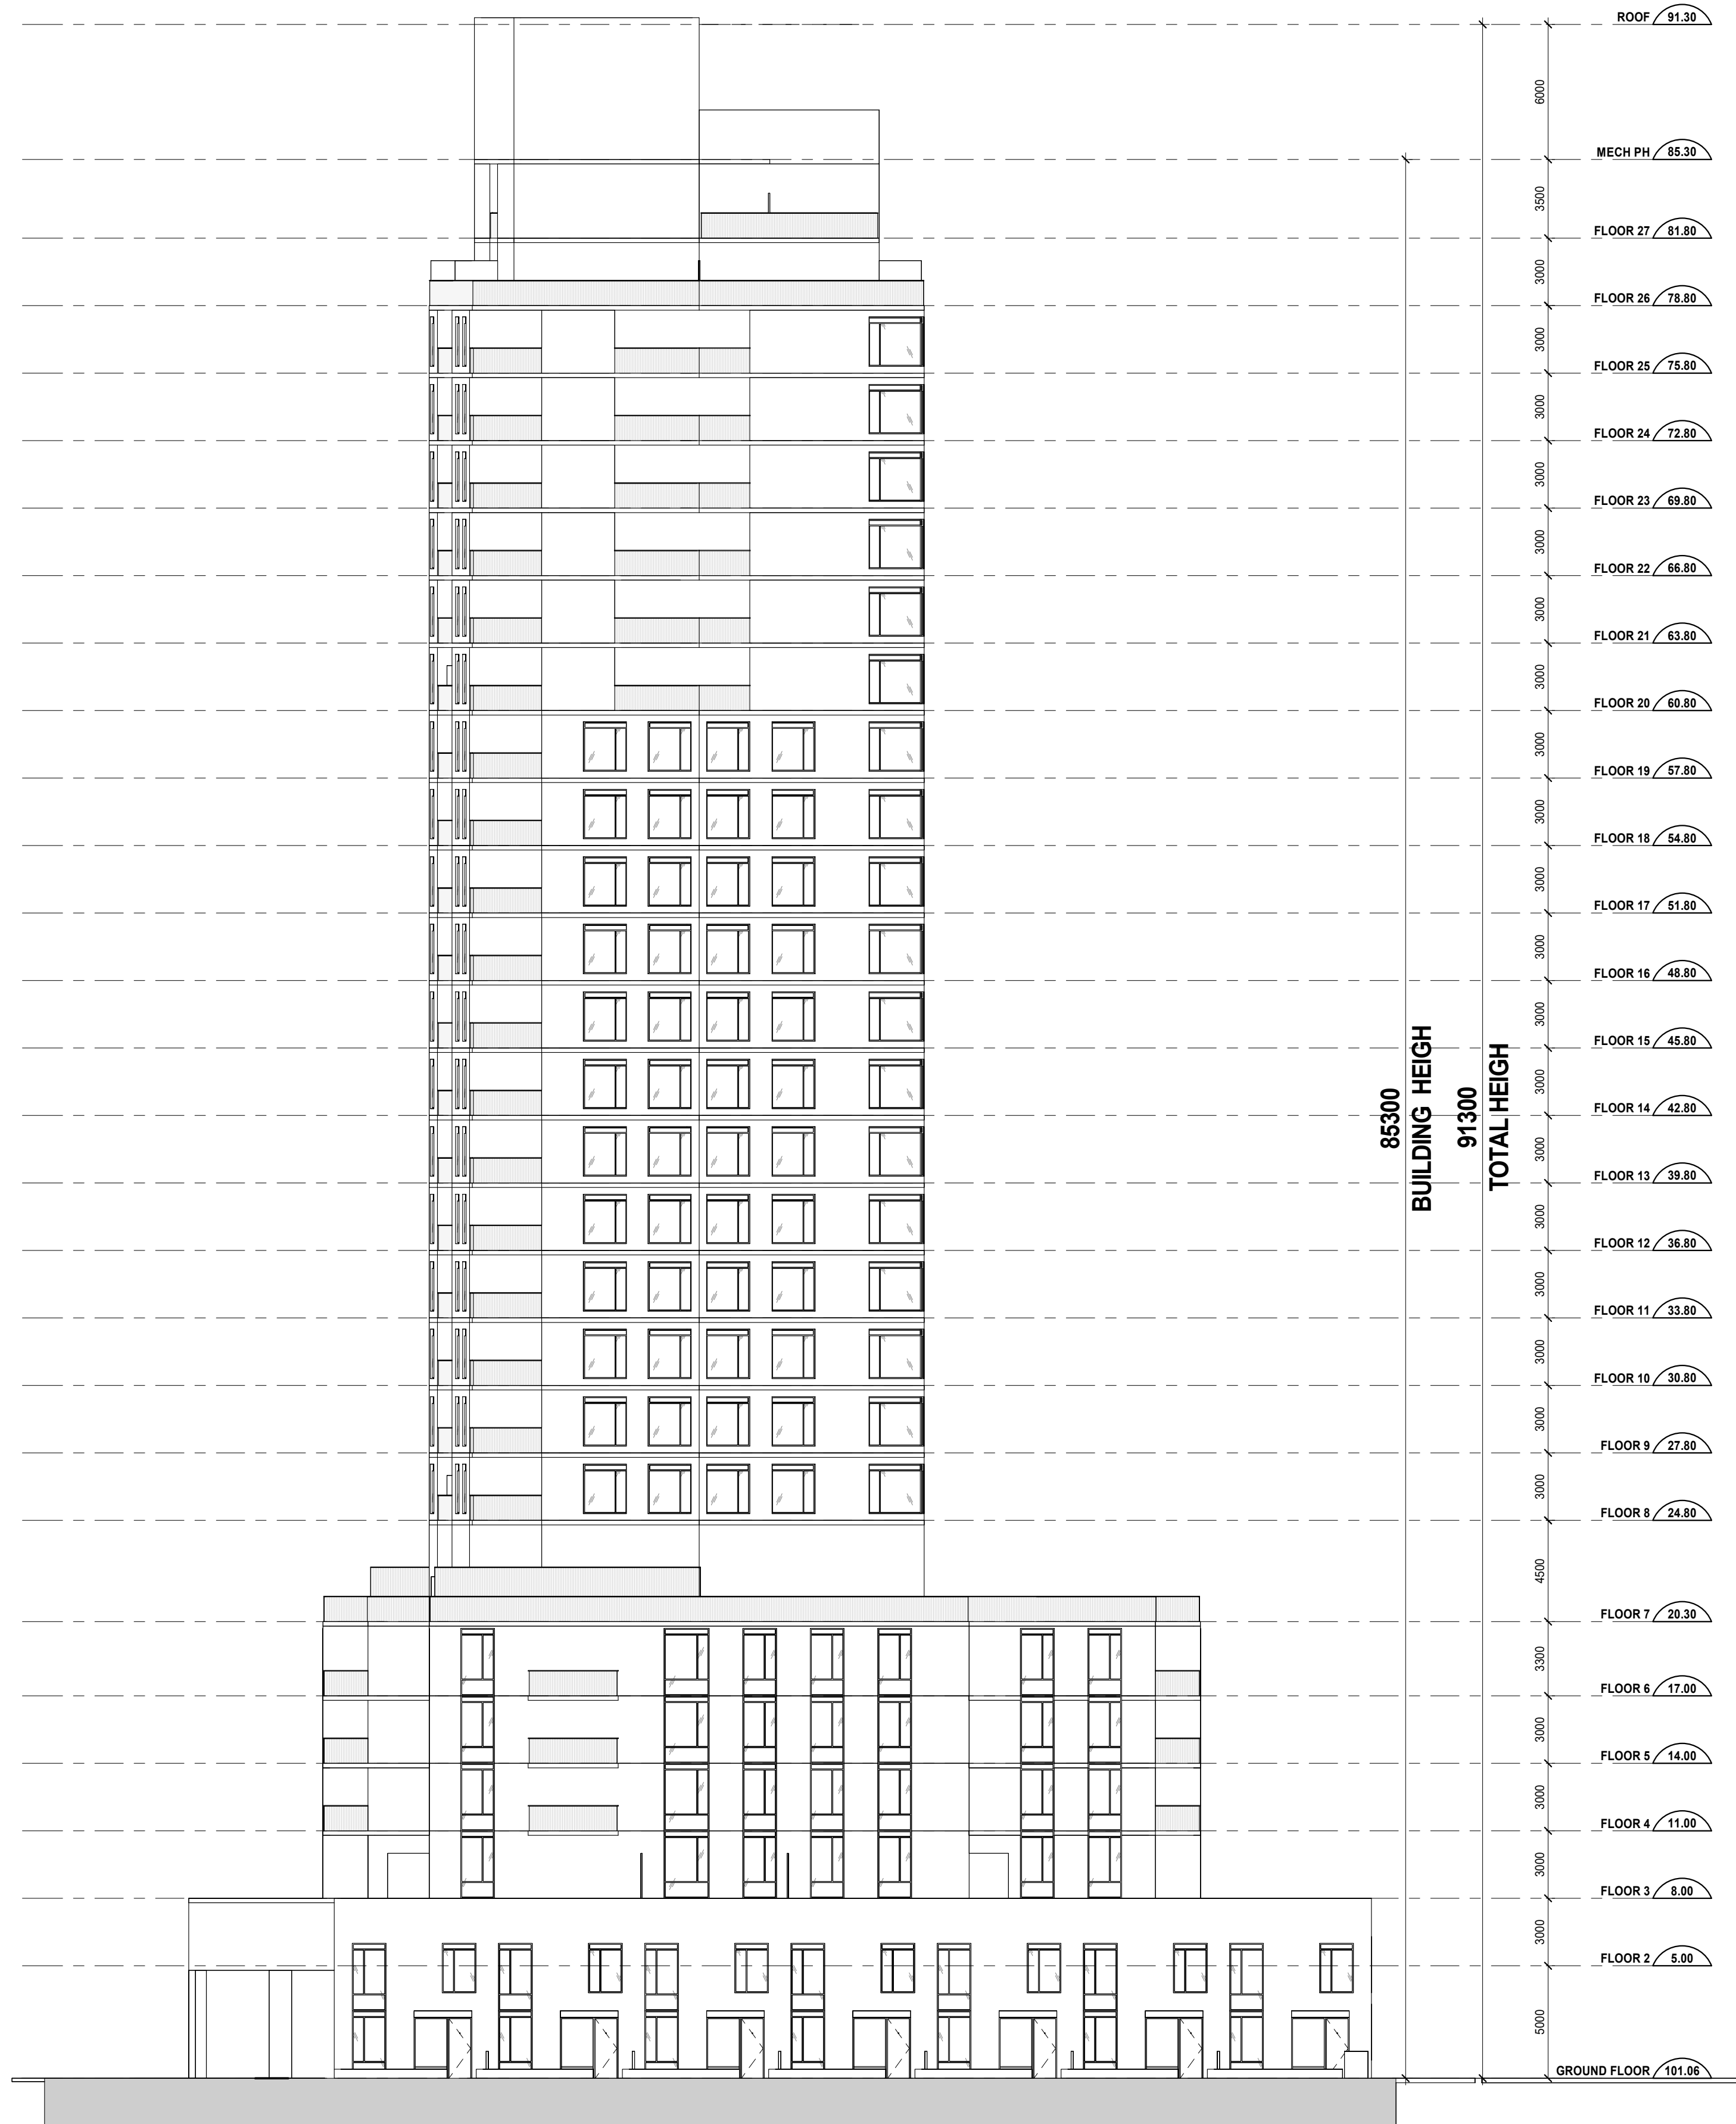 ROOF 91.30
6000
MECH PH 85.30
3500
FLOOR 27 81.80
3000
FLOOR 26 78.80
3000
FLOOR 25 75.80
3000
FLOOR 24 72.80
3000
FLOOR 23 69.80
3000
FLOOR 22 66.80
3000
FLOOR 21 63.80
3000
FLOOR 20 60.80
3000
FLOOR 19 57.80
3000
FLOOR 18 54.80
3000
FLOOR 17 51.80
3000
FLOOR 16 48.80
3000
FLOOR 15 45.80
3000
FLOOR 14 42.80
3000
FLOOR 13 39.80
3000
FLOOR 12 36.80
3000
FLOOR 11 33.80
3000
FLOOR 10 30.80
3000
FLOOR 9 27.80
3000
FLOOR 8 24.80
4500
FLOOR 7 20.30
3300
FLOOR 6 17.00
3000
FLOOR 5 14.00
3000
FLOOR 4 11.00
3000
FLOOR 3 8.00
3000
FLOOR 2 5.00
5000
GROUND FLOOR 101.06
85300
BUILDING HEIGH
91300
TOTAL HEIGH